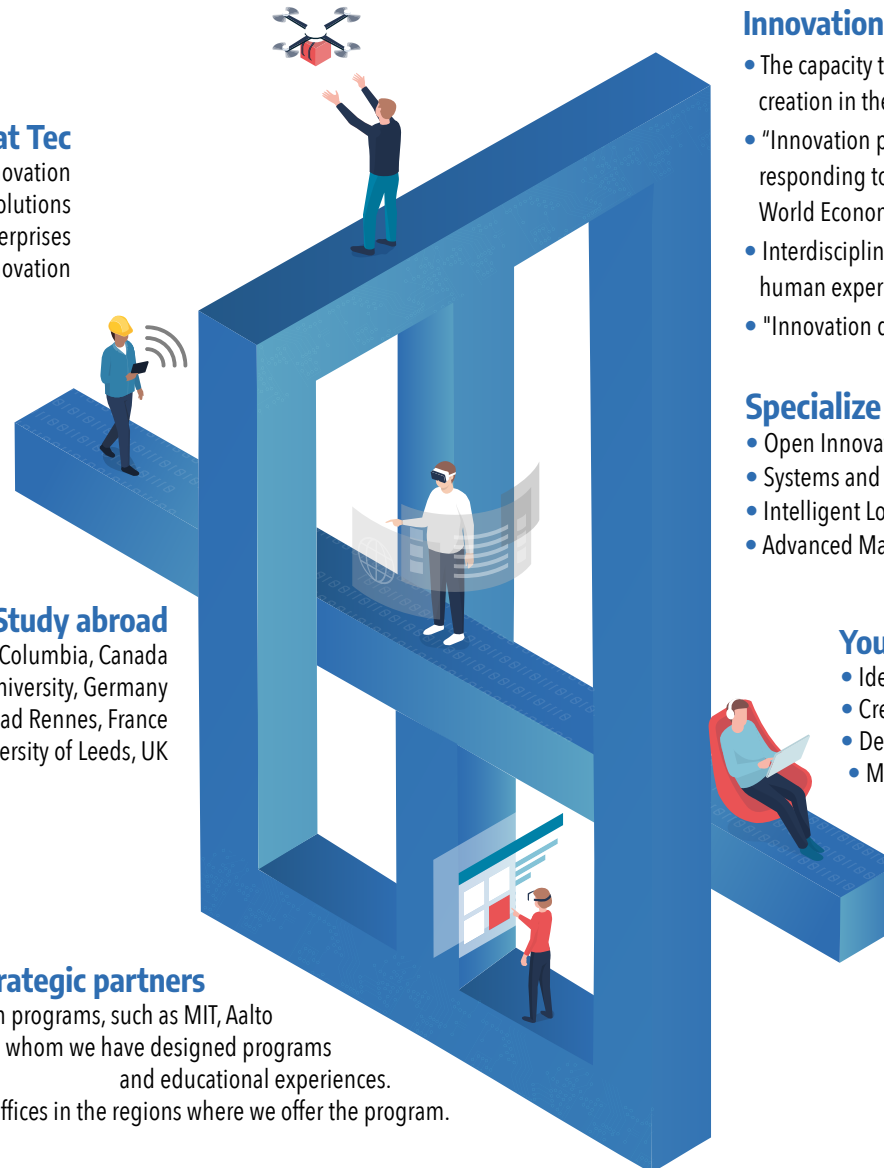 at Tec
ovation
olutions
erprises
ovation
Study abroad
Columbia, Canada
niversity, Germany
ad Rennes, France
ersity of Leeds, UK
rategic partners
n programs, such as MIT, Aalto
whom we have designed programs
and educational experiences.
ffices in the regions where we offer the program.
Innovation
• The capacity t
creation in the
• “Innovation p
responding to
World Econor
• Interdisciplin
human exper
• "Innovation c
Specialize
• Open Innova
• Systems and
• Intelligent Lo
• Advanced Ma
You
• Ide
• Cre
• De
• M